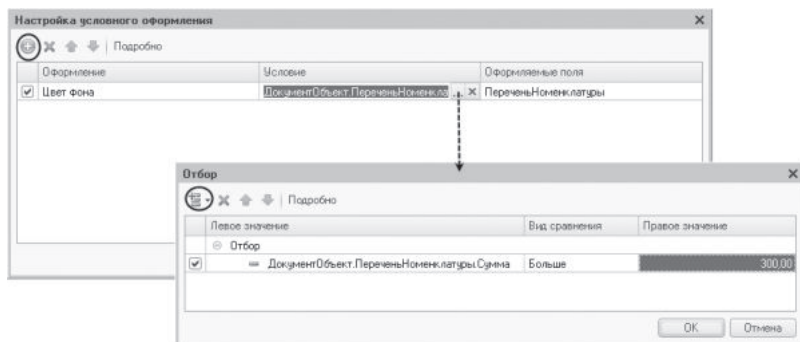 Настройка условного оформления
Подробно
Оформление Условие Оформляемые поля
Цвет фона ДокументОбъект.ПереченьНоменкла ... ПереченьНоменклатуры
Отбор
Подробно
Левое значение Вид сравнения Правое значение
Отбор
ДокументОбъект.ПереченьНоменклатуры.Сумма Больше 300,00
OK Отмена